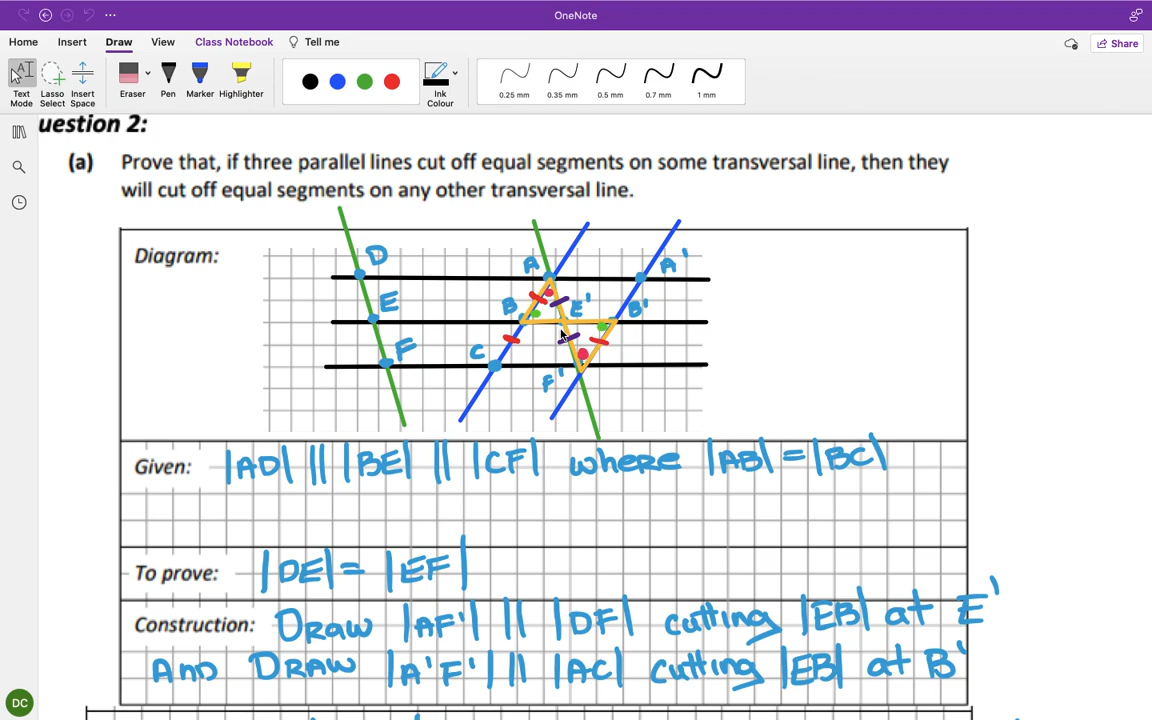 OneNote
Home Insert Draw View Class Notebook Tell me Share
Text Mode Lasso Select Insert Space Eraser Pen Marker Highlighter Ink Colour 0.25 mm 0.35 mm 0.5 mm 0.7 mm 1 mm
uestion 2:
(a) Prove that, if three parallel lines cut off equal segments on some transversal line, then they
will cut off equal segments on any other transversal line.
Diagram:
D A A'
E B E' B'
F C F'
Given: |AD| || |BE| || |CF| where |AB| = |BC|
To prove: |DE| = |EF|
Construction: Draw |AF'| || |DF| cutting |EB| at E'
And Draw |A'F'| || |AC| cutting |EB| at B'
DC